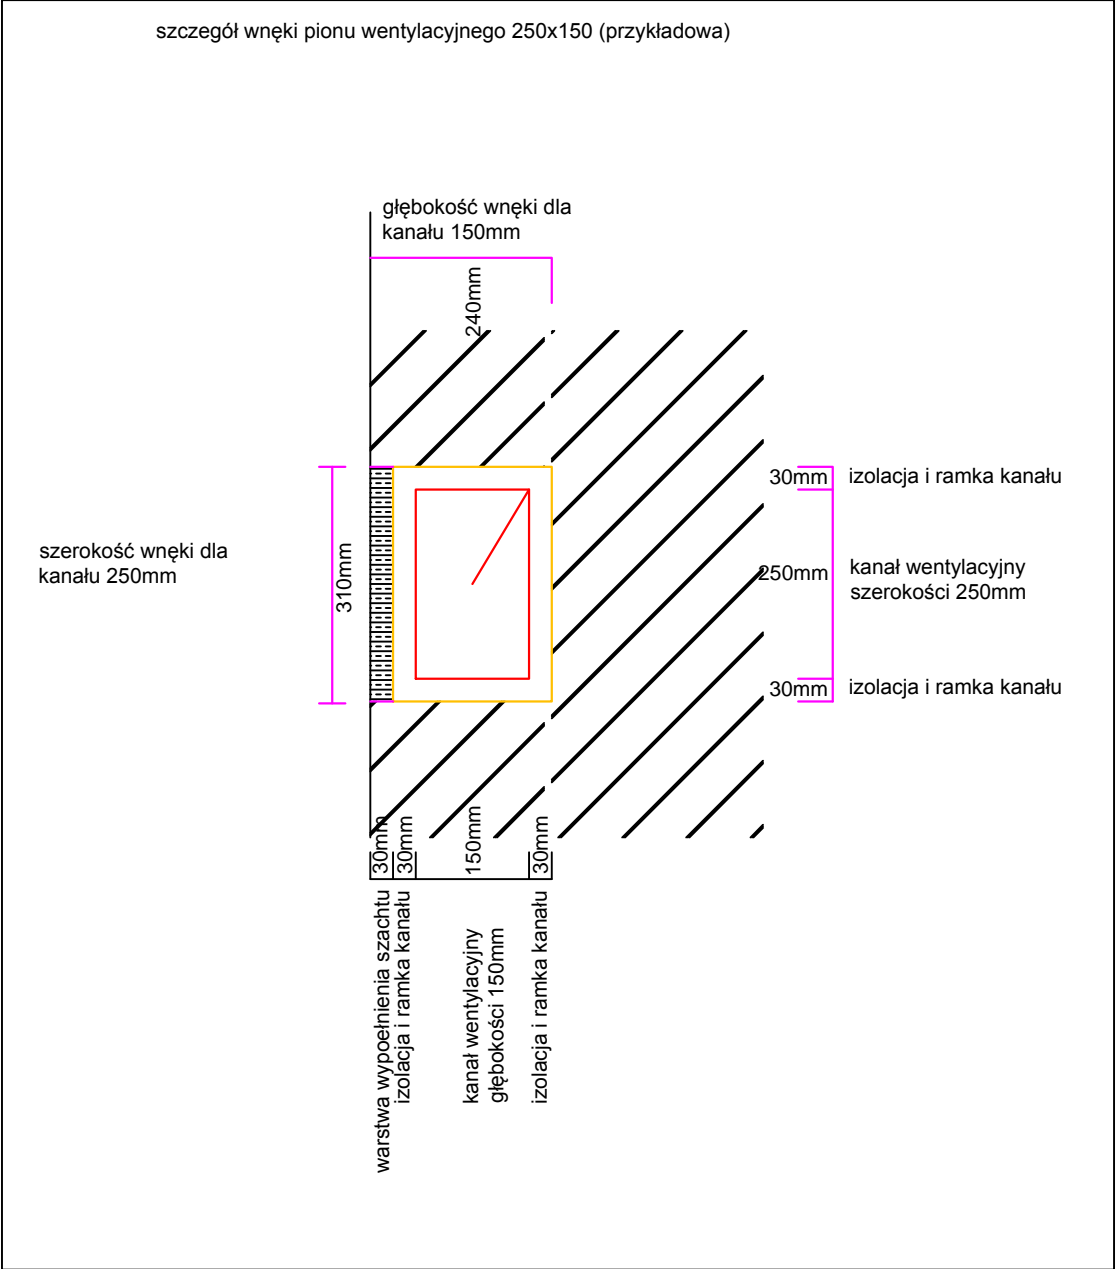 szczegół wnęki pionu wentylacyjnego 250x150 (przykładowa)
głębokość wnęki dla
kanału 150mm
240mm
30mm
izolacja i ramka kanału
szerokość wnęki dla
kanału 250mm
310mm
250mm
kanał wentylacyjny
szerokości 250mm
30mm
izolacja i ramka kanału
30mm
30mm
150mm
30mm
warstwa wypoełnienia szachtu
izolacja i ramka kanału
kanał wentylacyjny
głębokości 150mm
izolacja i ramka kanału